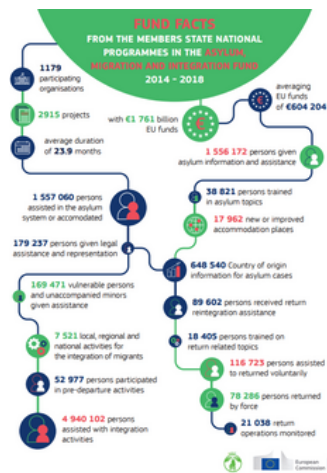 FUND FACTS
FROM THE MEMBERS STATE NATIONAL
PROGRAMMES IN THE ASYLUM,
MIGRATION AND INTEGRATION FUND
2014 - 2018
1179
participating
organisations
2915 projects
average duration
of 23.9 months
with €1 761 billion
EU funds
averaging
EU funds
of €604 204
1 556 172 persons given
asylum information and assistance
1 557 060 persons
assisted in the asylum
system or accomodated
38 821 persons trained
in asylum topics
17 962 new or improved
accommodation places
179 237 persons given legal
assistance and representation
648 540 Country of origin
information for asylum cases
169 471 vulnerable persons
and unaccompanied minors
given assistance
89 602 persons received return
reintegration assistance
7 521 local, regional and
national activities for
the integration of migrants
18 405 persons trained on
return related topics
116 723 persons assisted
to returned voluntarily
52 977 persons participated
in pre-departure activities
78 286 persons returned
by force
4 940 102 persons
assisted with integration
activities
21 038 return
operations monitored
European
Commission